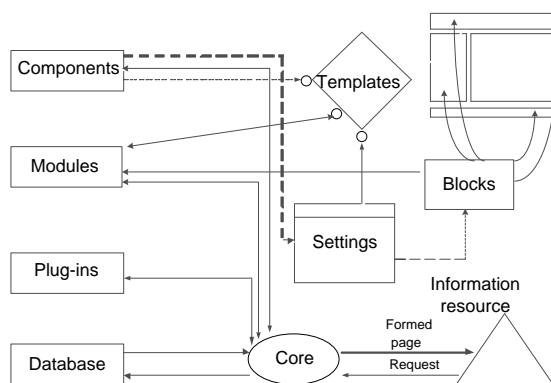 Components
Templates
Modules
Blocks
Settings
Plug-ins
Information
resource
Formed
page
Database
Core
Request